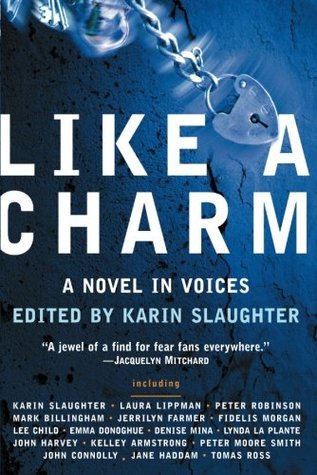 LIKE A
CHARM
A NOVEL IN VOICES
EDITED BY KARIN SLAUGHTER
“A jewel of a find for fear fans everywhere.”
—JACQUELYN MITCHARD
including
KARIN SLAUGHTER • LAURA LIPPMAN • PETER ROBINSON
MARK BILLINGHAM • JERRILYN FARMER • FIDELIS MORGAN
LEE CHILD • EMMA DONOGHUE • DENISE MINA • LYNDA LA PLANTE
JOHN HARVEY • KELLEY ARMSTRONG • PETER MOORE SMITH
JOHN CONNOLLY • JANE HADDAM • TOMAS ROSS